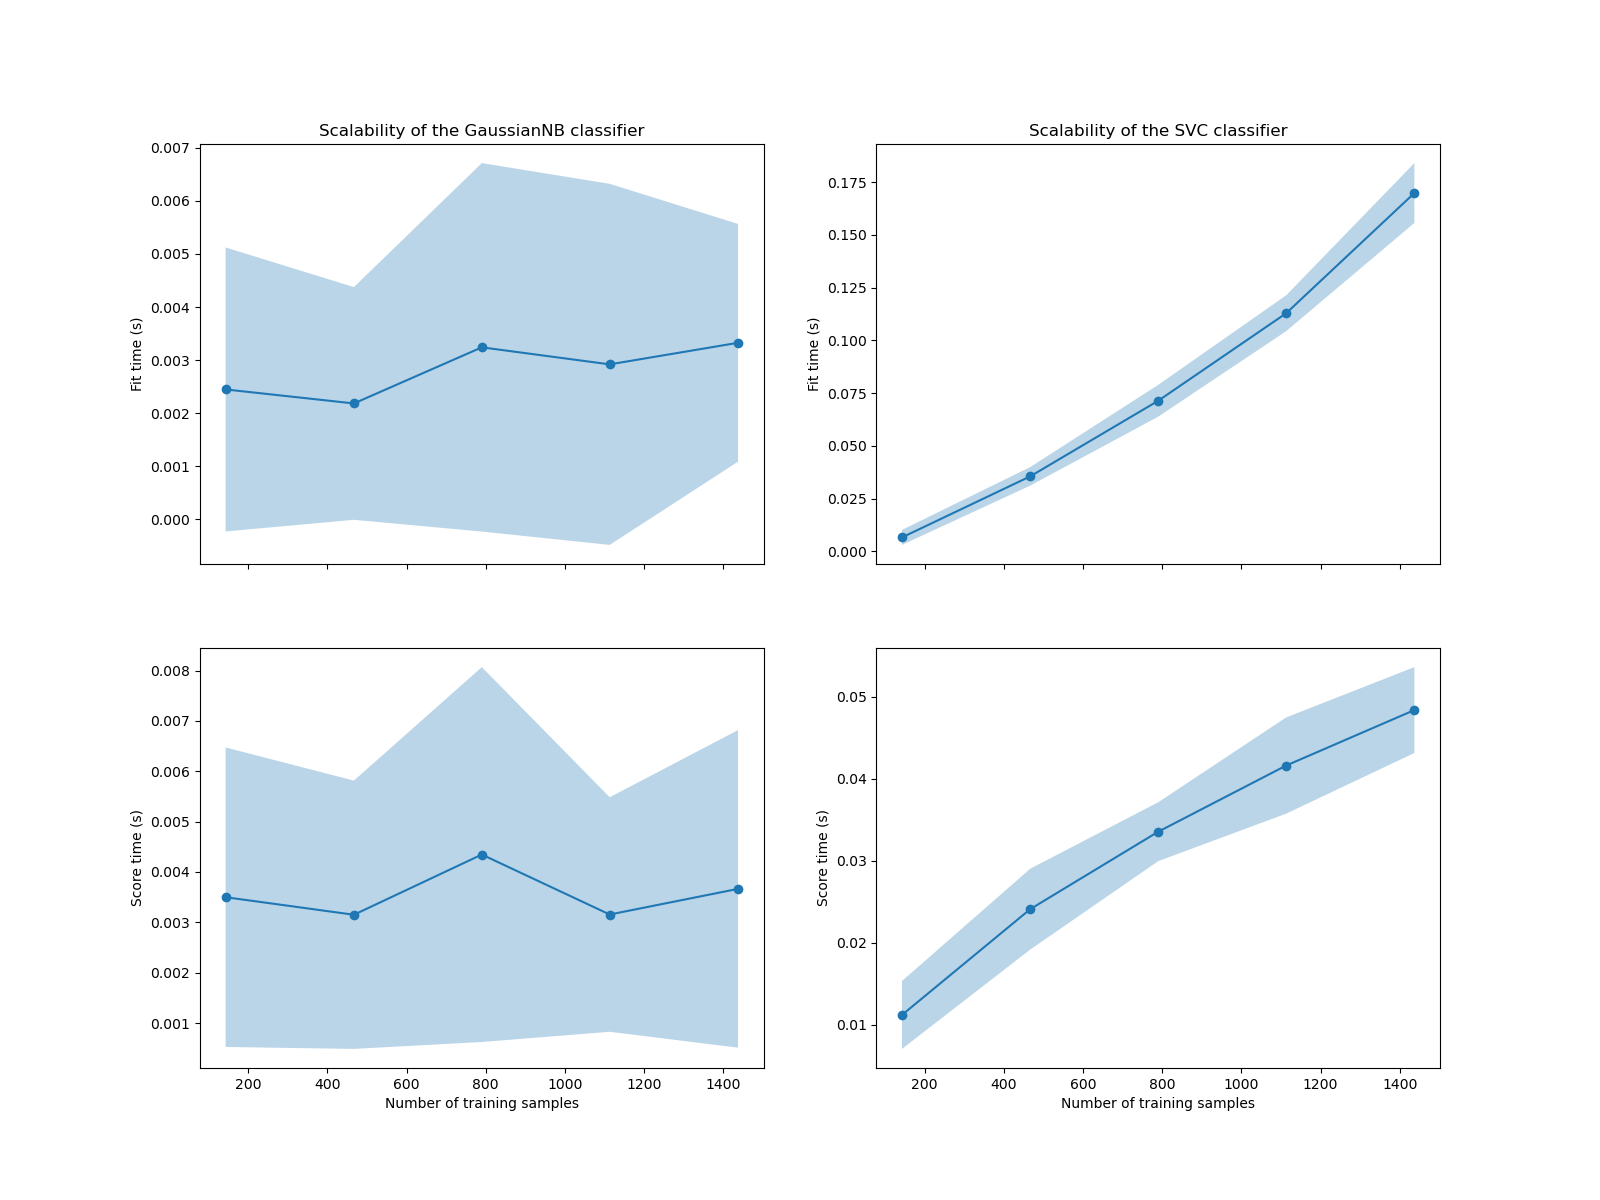 Scalability of the GaussianNB classifier
0.007
0.006
0.005
0.004
0.003
0.002
0.001
0.000
Fit time (s)
Scalability of the SVC classifier
0.175
0.150
0.125
0.100
0.075
0.050
0.025
0.000
Fit time (s)
0.008
0.007
0.006
0.005
0.004
0.003
0.002
0.001
Score time (s)
200 400 600 800 1000 1200 1400
Number of training samples
0.05
0.04
0.03
0.02
0.01
Score time (s)
200 400 600 800 1000 1200 1400
Number of training samples